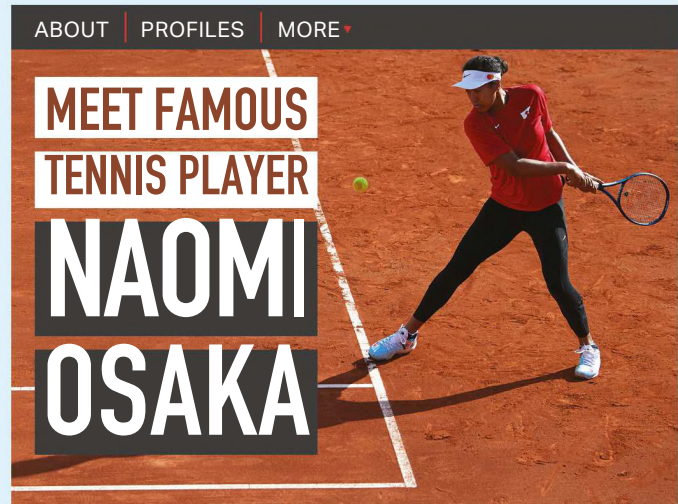 ABOUT PROFILES MORE
MEET FAMOUS
TENNIS PLAYER
NAOMI
OSAKA